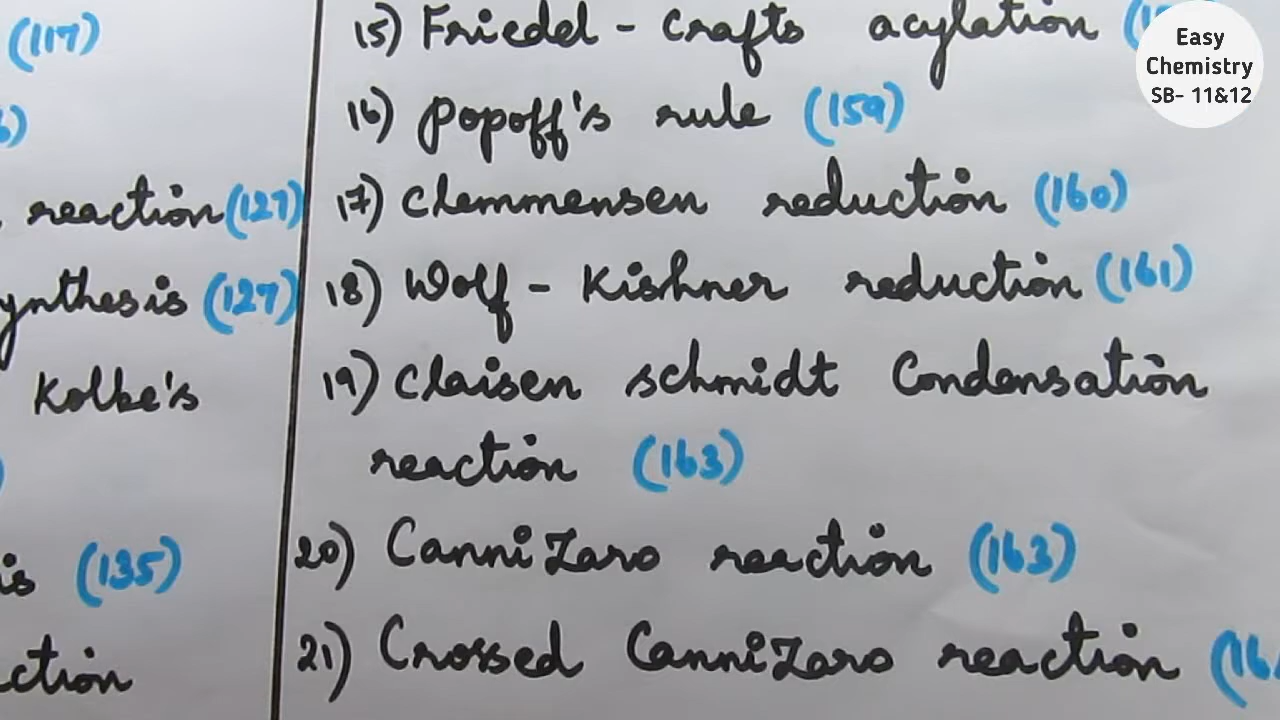 (117)
reaction (127)
ynthesis (127)
Kolbe's
is (135)
ction
15) Friedel - Crafts acylation
16) Popoff's rule (159)
17) Clemmensen reduction (160)
18) Wolf - Kishner reduction (161)
19) Claisen schmidt Condensation
reaction (163)
20) Cannizaro reaction (163)
21) Crossed Cannizaro reaction
Easy
Chemistry
SB- 11&12